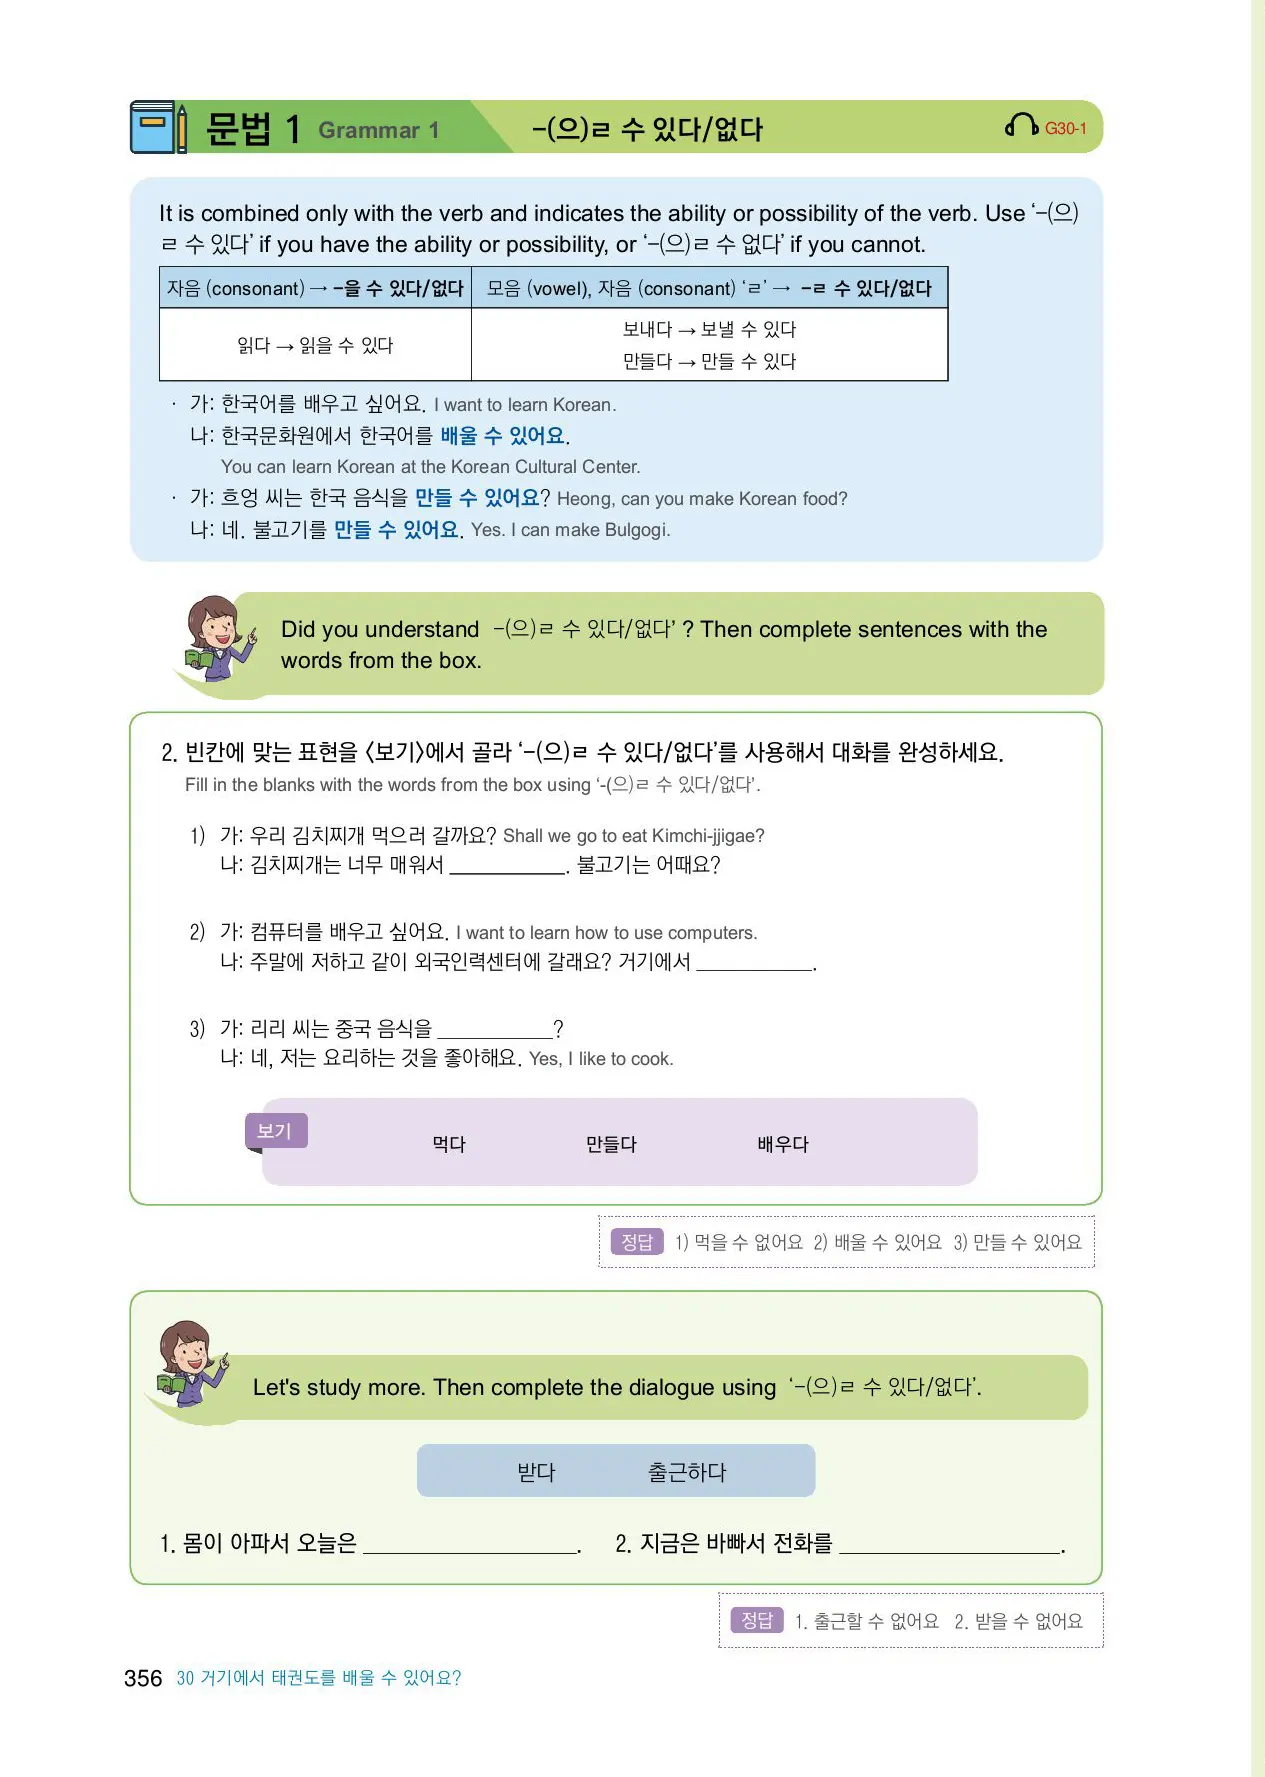 문법 1 Grammar 1 -(으)ㄹ 수 있다/없다 G30-1
It is combined only with the verb and indicates the ability or possibility of the verb. Use ‘-(으)
ㄹ 수 있다’ if you have the ability or possibility, or ‘-(으)ㄹ 수 없다’ if you cannot.
자음 (consonant) → -을 수 있다/없다 모음 (vowel), 자음 (consonant) ‘ㄹ’ → -ㄹ 수 있다/없다
읽다 → 읽을 수 있다
보내다 → 보낼 수 있다
만들다 → 만들 수 있다
· 가: 한국어를 배우고 싶어요. I want to learn Korean.
나: 한국문화원에서 한국어를 배울 수 있어요.
You can learn Korean at the Korean Cultural Center.
· 가: 흐엉 씨는 한국 음식을 만들 수 있어요? Heong, can you make Korean food?
나: 네. 불고기를 만들 수 있어요. Yes. I can make Bulgogi.
Did you understand -(으)ㄹ 수 있다/없다’ ? Then complete sentences with the
words from the box.
2. 빈칸에 맞는 표현을 〈보기〉에서 골라 ‘-(으)ㄹ 수 있다/없다’를 사용해서 대화를 완성하세요.
Fill in the blanks with the words from the box using ‘-(으)ㄹ 수 있다/없다’.
1) 가: 우리 김치찌개 먹으러 갈까요? Shall we go to eat Kimchi-jjigae?
나: 김치찌개는 너무 매워서 ___________. 불고기는 어때요?
2) 가: 컴퓨터를 배우고 싶어요. I want to learn how to use computers.
나: 주말에 저하고 같이 외국인력센터에 갈래요? 거기에서 ___________.
3) 가: 리리 씨는 중국 음식을 ___________?
나: 네, 저는 요리하는 것을 좋아해요. Yes, I like to cook.
보기
먹다 만들다 배우다
정답 1) 먹을 수 없어요 2) 배울 수 있어요 3) 만들 수 있어요
Let's study more. Then complete the dialogue using ‘-(으)ㄹ 수 있다/없다’.
받다 출근하다
1. 몸이 아파서 오늘은 ____________________. 2. 지금은 바빠서 전화를 ____________________.
정답 1. 출근할 수 없어요 2. 받을 수 없어요
356 30 거기에서 태권도를 배울 수 있어요?